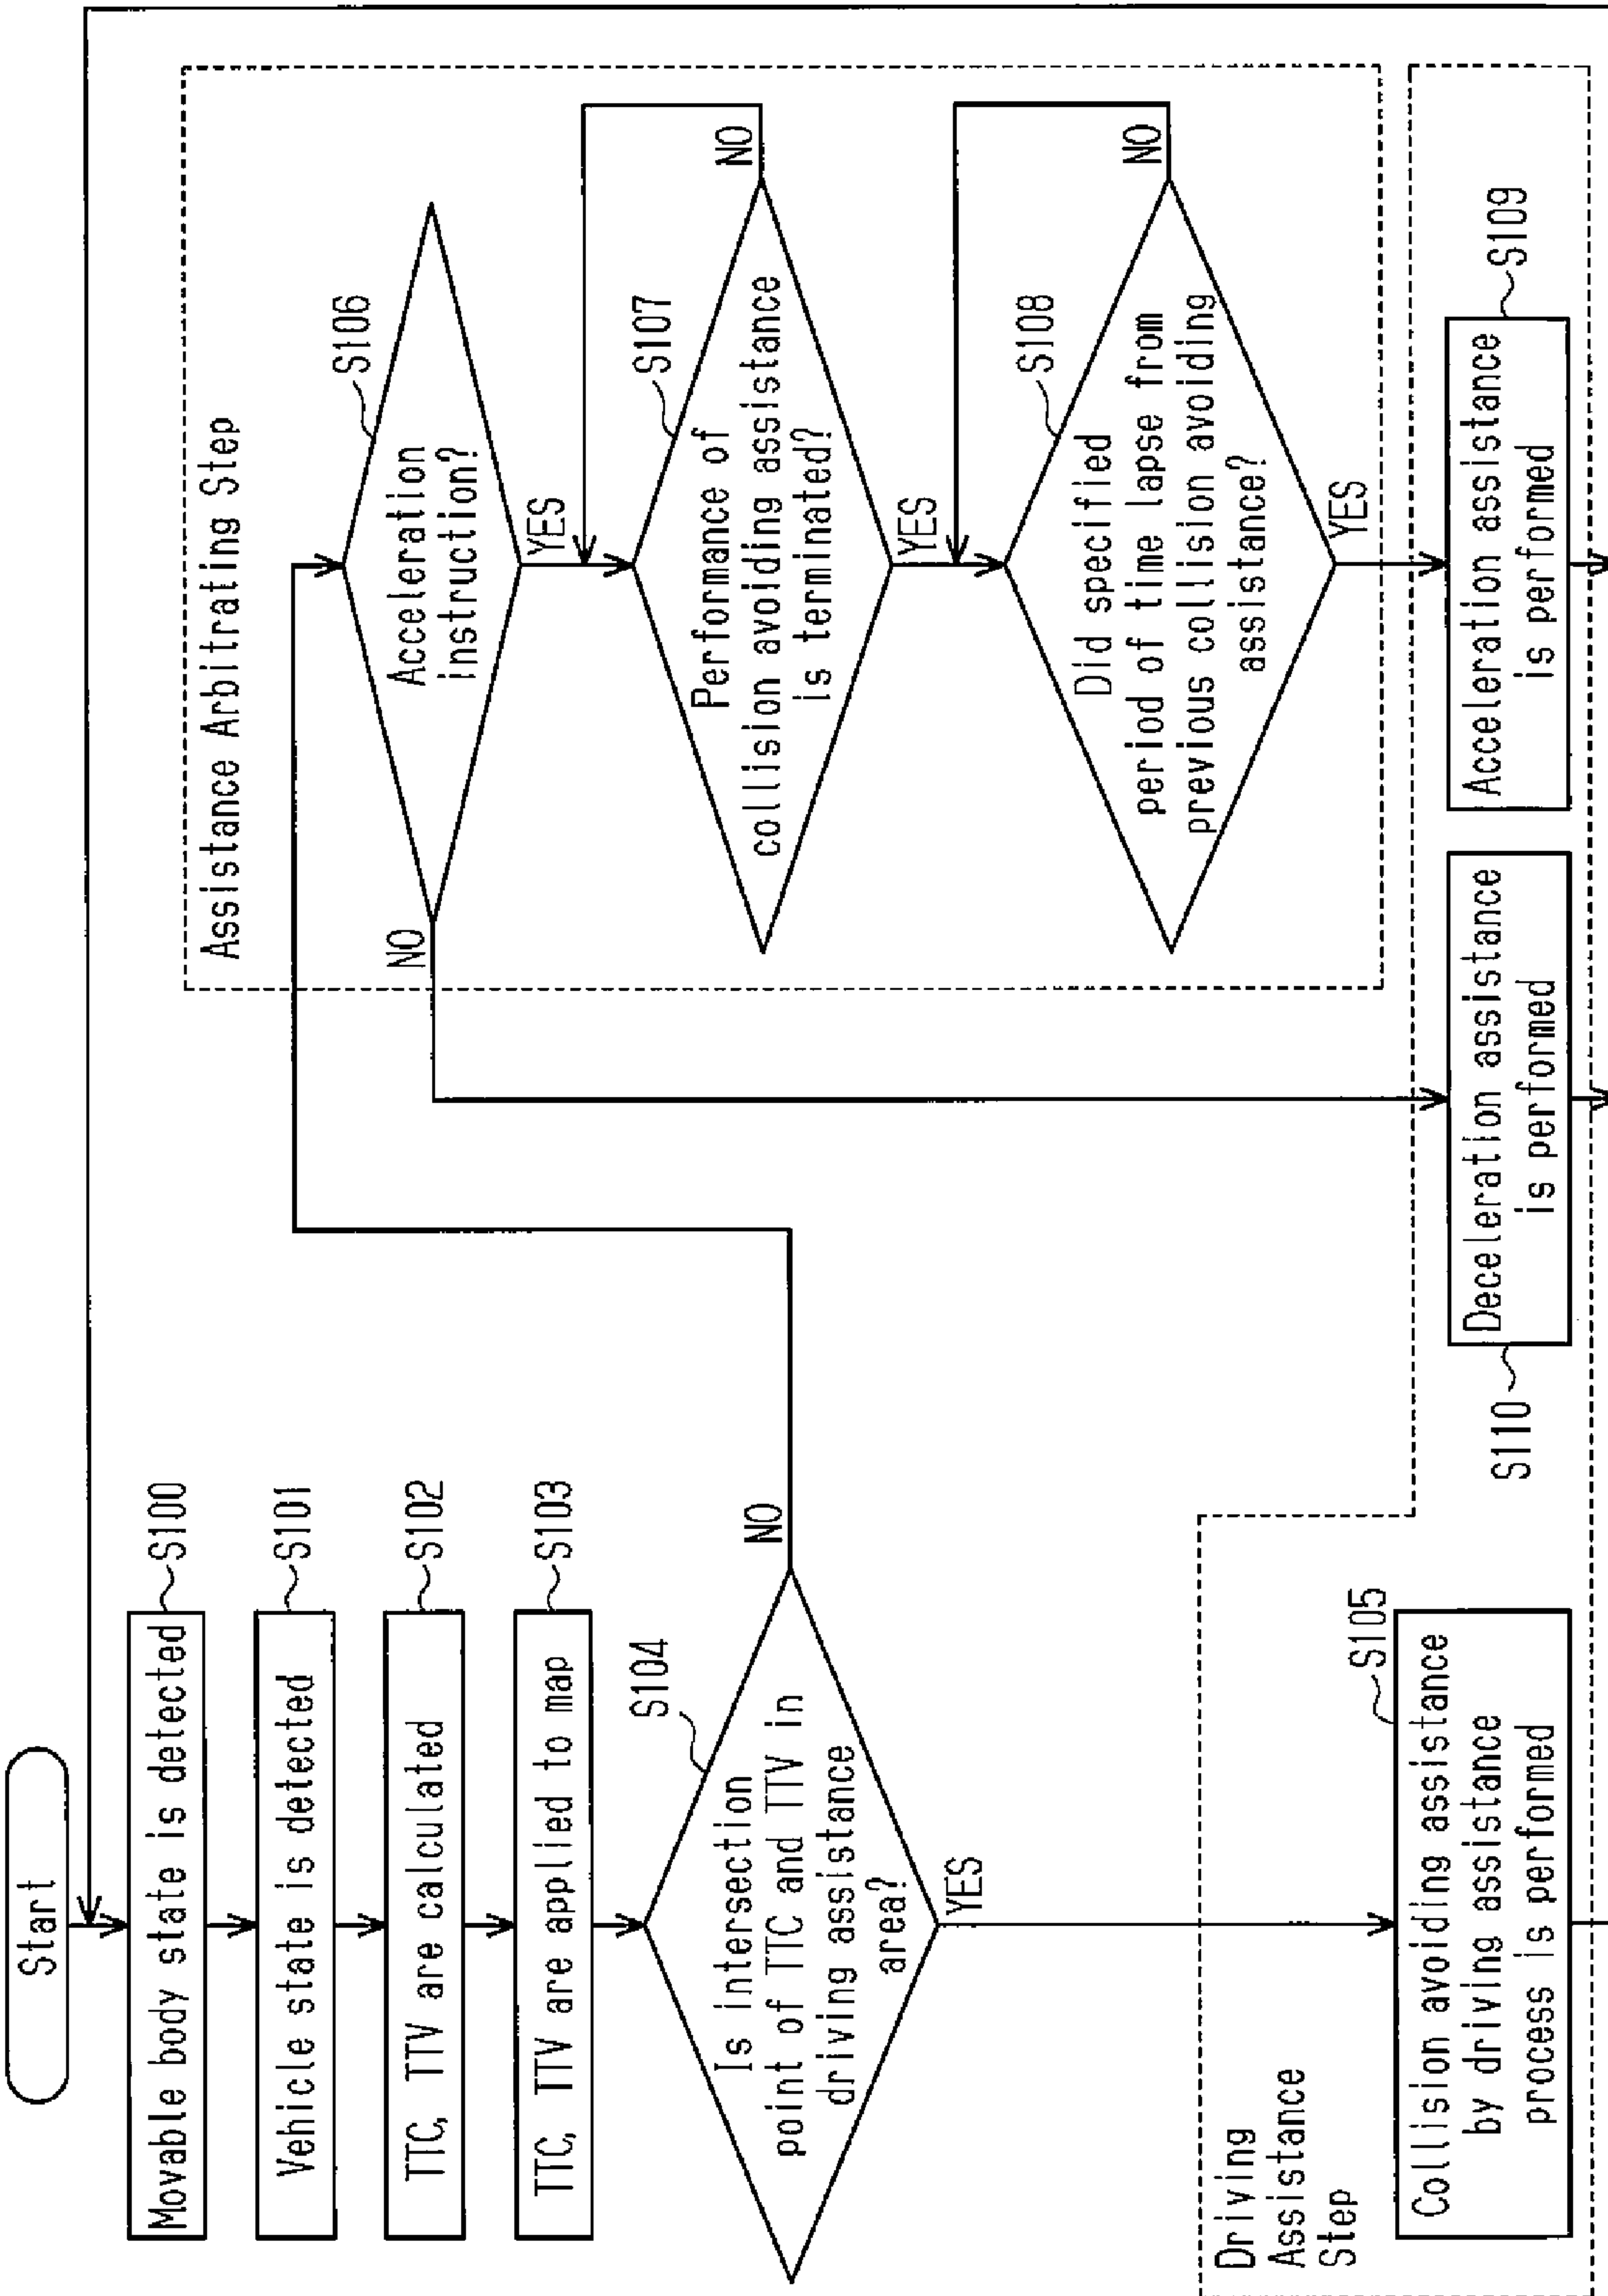 Start
Movable body state is detected
S100
Vehicle state is detected
S101
TTC, TTV are calculated
S102
TTC, TTV are applied to map
S103
S104
Is intersection
point of TTC and TTV in
driving assistance
area?
NO
YES
Driving
Assistance
Step
S105
Collision avoiding assistance
by driving assistance
process is performed
Assistance Arbitrating Step
S106
Acceleration
instruction?
NO
YES
S107
Performance of
collision avoiding assistance
is terminated?
NO
YES
S108
Did specified
period of time lapse from
previous collision avoiding
assistance?
NO
YES
S110
Deceleration assistance
is performed
Acceleration assistance
is performed
S109